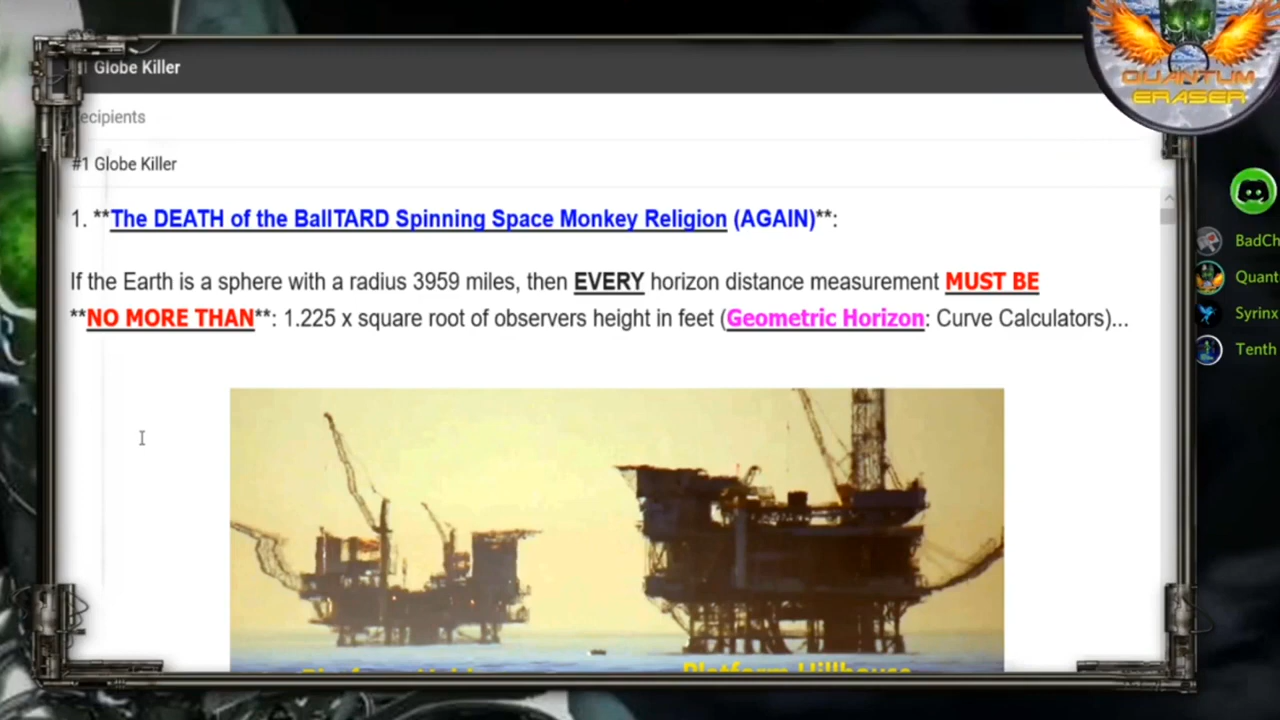 Globe Killer
ecipients
#1 Globe Killer
1. **The DEATH of the BallTARD Spinning Space Monkey Religion (AGAIN)**:
If the Earth is a sphere with a radius 3959 miles, then EVERY horizon distance measurement MUST BE
**NO MORE THAN**: 1.225 x square root of observers height in feet (Geometric Horizon: Curve Calculators)...
Platform Hillhouse
QUANTUM
ERASER
BadCh
Quant
Syrinx
Tenth